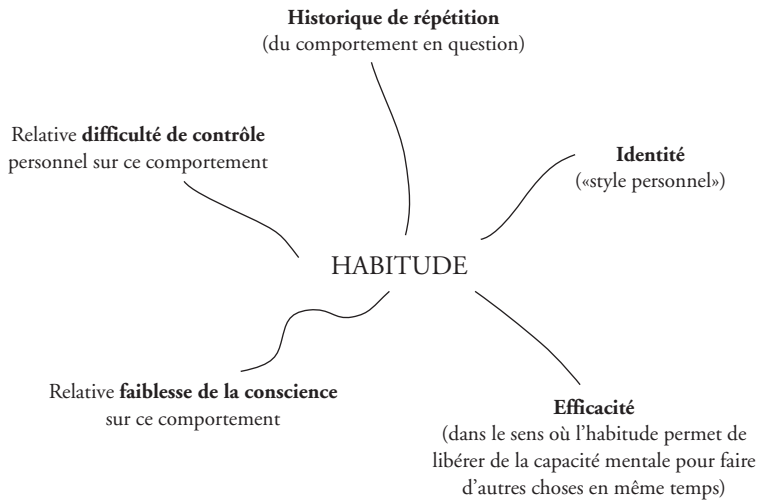 Historique de répétition
(du comportement en question)
Relative difficulté de contrôle
personnel sur ce comportement
Identité
(«style personnel»)
HABITUDE
Relative faiblesse de la conscience
sur ce comportement
Efficacité
(dans le sens où l'habitude permet de
libérer de la capacité mentale pour faire
d'autres choses en même temps)